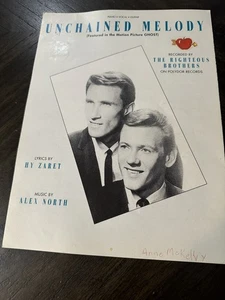 UNCHAINED MELODY
(Featured in the Motion Picture GHOST)
RECORDED BY
THE RIGHTEOUS
BROTHERS
ON POLYDOR RECORDS
LYRICS BY
HY ZARET
MUSIC BY
ALEX NORTH